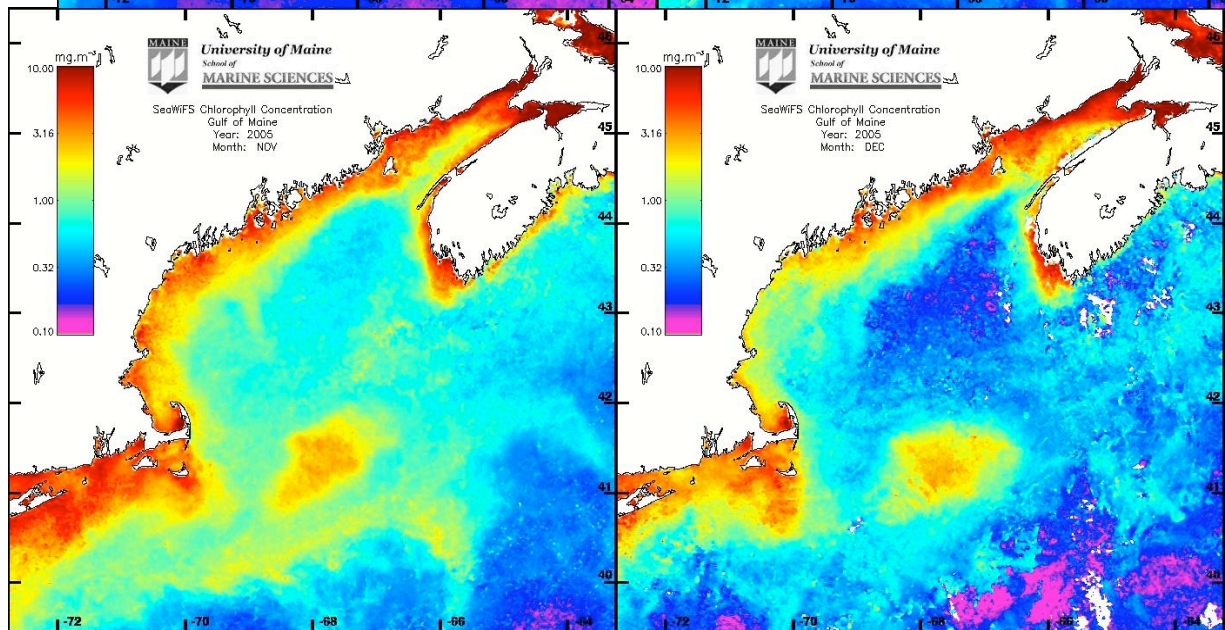 mg.m⁻³
MAINE
University of Maine
School of
MARINE SCIENCES
SeaWiFS Chlorophyll Concentration
Gulf of Maine
Year: 2005
Month: NOV
10.00
3.16
1.00
0.32
0.10
46
45
44
43
42
41
40
-72
-70
-68
-66
-64
mg.m⁻³
MAINE
University of Maine
School of
MARINE SCIENCES
SeaWiFS Chlorophyll Concentration
Gulf of Maine
Year: 2005
Month: DEC
10.00
3.16
1.00
0.32
0.10
46
45
44
43
42
41
40
-72
-70
-68
-66
-64